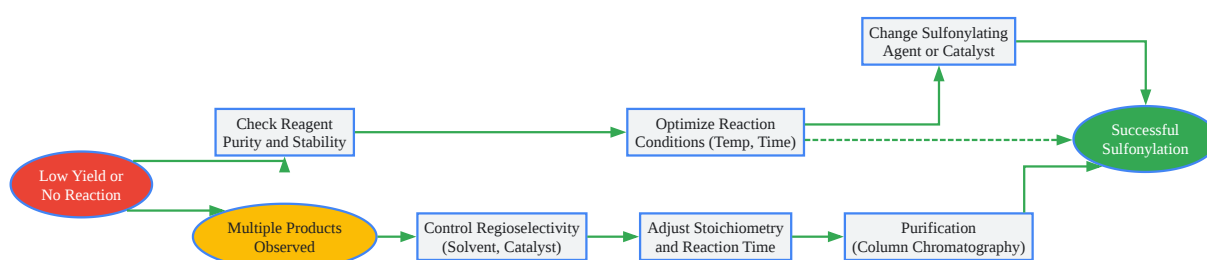 Low Yield or
No Reaction
Check Reagent
Purity and Stability
Optimize Reaction
Conditions (Temp, Time)
Change Sulfonylating
Agent or Catalyst
Successful
Sulfonylation
Multiple Products
Observed
Control Regioselectivity
(Solvent, Catalyst)
Adjust Stoichiometry
and Reaction Time
Purification
(Column Chromatography)